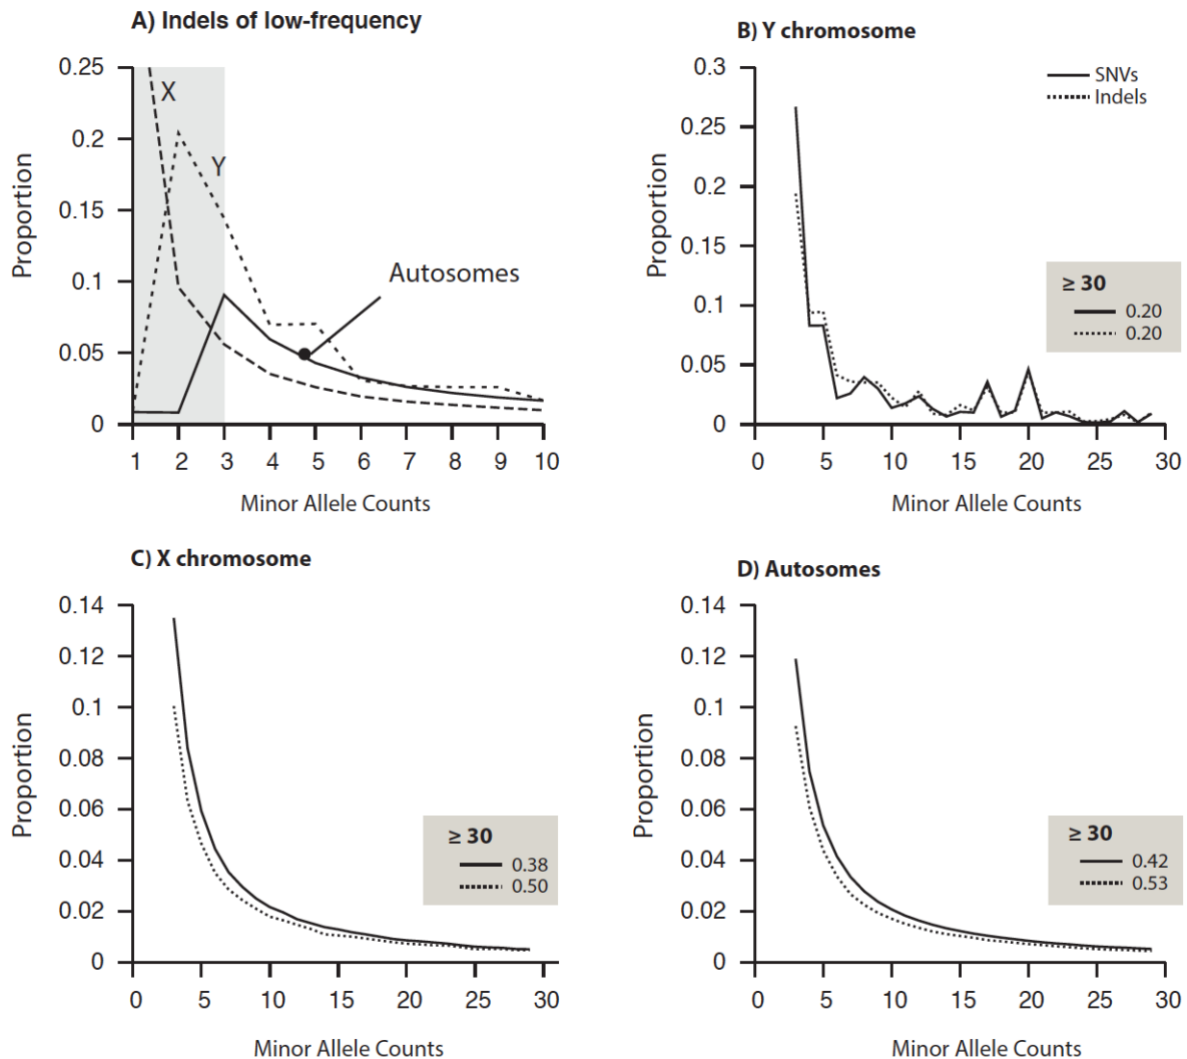 A) Indels of low-frequency
0.25
0.2
0.15
0.1
0.05
0
Proportion
X
Y
Autosomes
1 2 3 4 5 6 7 8 9 10
Minor Allele Counts
B) Y chromosome
0.3
0.25
0.2
0.15
0.1
0.05
0
Proportion
SNVs
Indels
≥ 30
0.20
0.20
0 5 10 15 20 25 30
Minor Allele Counts
C) X chromosome
0.14
0.12
0.1
0.08
0.06
0.04
0.02
0
Proportion
≥ 30
0.38
0.50
0 5 10 15 20 25 30
Minor Allele Counts
D) Autosomes
0.14
0.12
0.1
0.08
0.06
0.04
0.02
0
Proportion
≥ 30
0.42
0.53
0 5 10 15 20 25 30
Minor Allele Counts